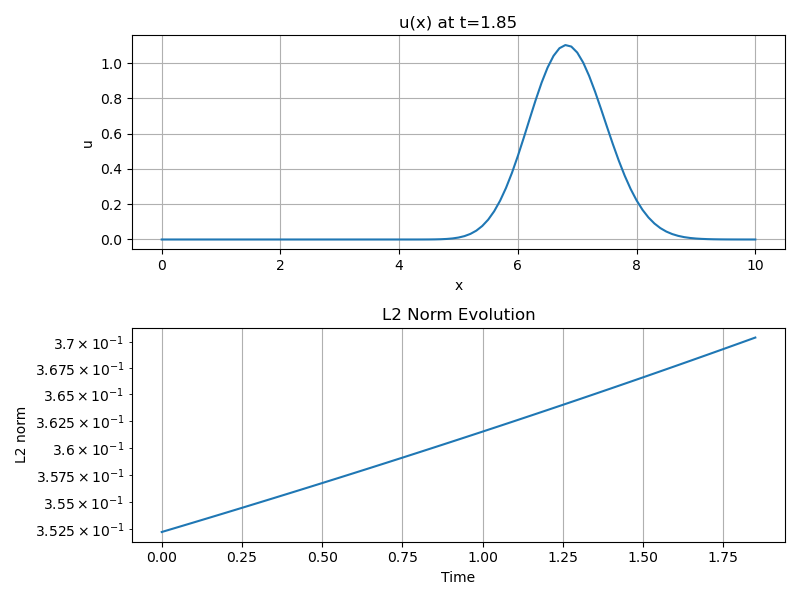 u(x) at t=1.85
1.0
0.8
0.6
0.4
0.2
0.0
u
0 2 4 6 8 10
x
L2 Norm Evolution
3.7 × 10⁻¹
3.675 × 10⁻¹
3.65 × 10⁻¹
3.625 × 10⁻¹
3.6 × 10⁻¹
3.575 × 10⁻¹
3.55 × 10⁻¹
3.525 × 10⁻¹
L2 norm
0.00 0.25 0.50 0.75 1.00 1.25 1.50 1.75
Time